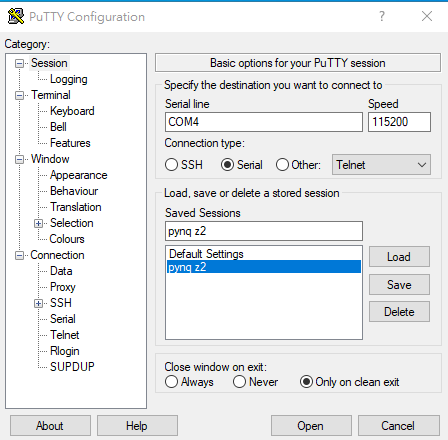 PuTTY Configuration
Category:
Session
Logging
Terminal
Keyboard
Bell
Features
Window
Appearance
Behaviour
Translation
Selection
Colours
Connection
Data
Proxy
SSH
Serial
Telnet
Rlogin
SUPDUP
Basic options for your PuTTY session
Specify the destination you want to connect to
Serial line Speed
COM4 115200
Connection type:
SSH Serial Other: Telnet
Load, save or delete a stored session
Saved Sessions
pynq z2
Default Settings
pynq z2
Load
Save
Delete
Close window on exit:
Always Never Only on clean exit
About Help Open Cancel